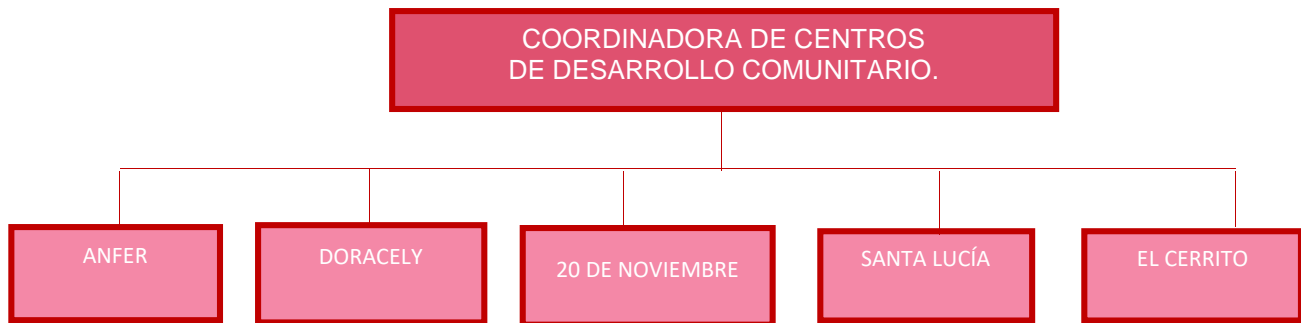 COORDINADORA DE CENTROS
DE DESARROLLO COMUNITARIO.
ANFER
DORACELY
20 DE NOVIEMBRE
SANTA LUCÍA
EL CERRITO